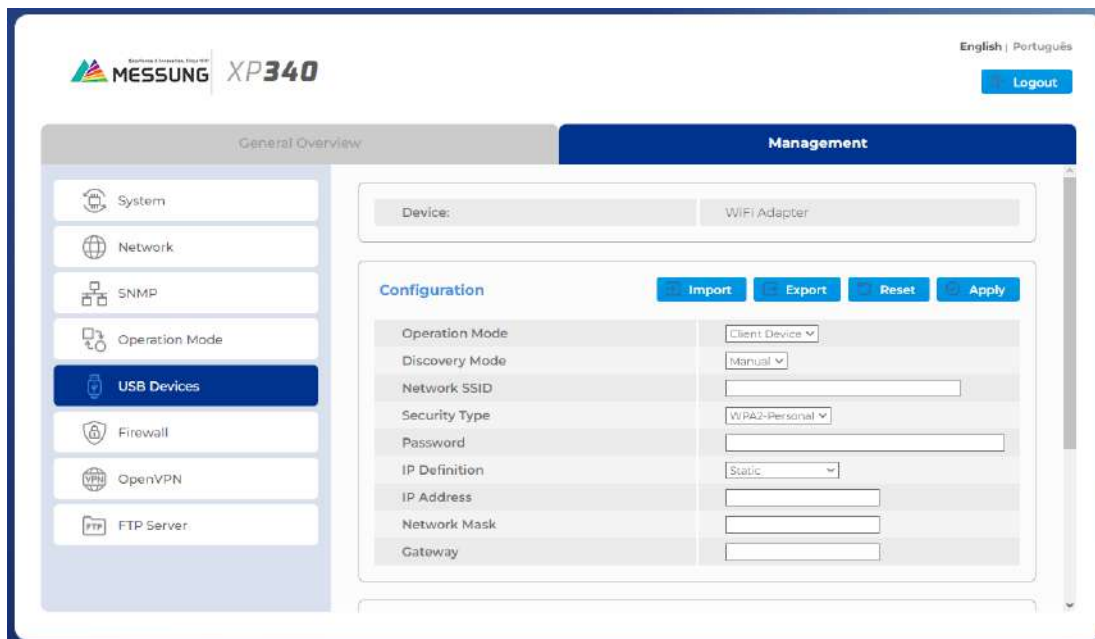 English | Português
MESSUNG XP340
Logout
General Overview
Management
System
Network
SNMP
Operation Mode
USB Devices
Firewall
VPN OpenVPN
FTP FTP Server
Device: WiFi Adapter
Configuration Import Export Reset Apply
Operation Mode Client Device
Discovery Mode Manual
Network SSID
Security Type WPA2-Personal
Password
IP Definition Static
IP Address
Network Mask
Gateway